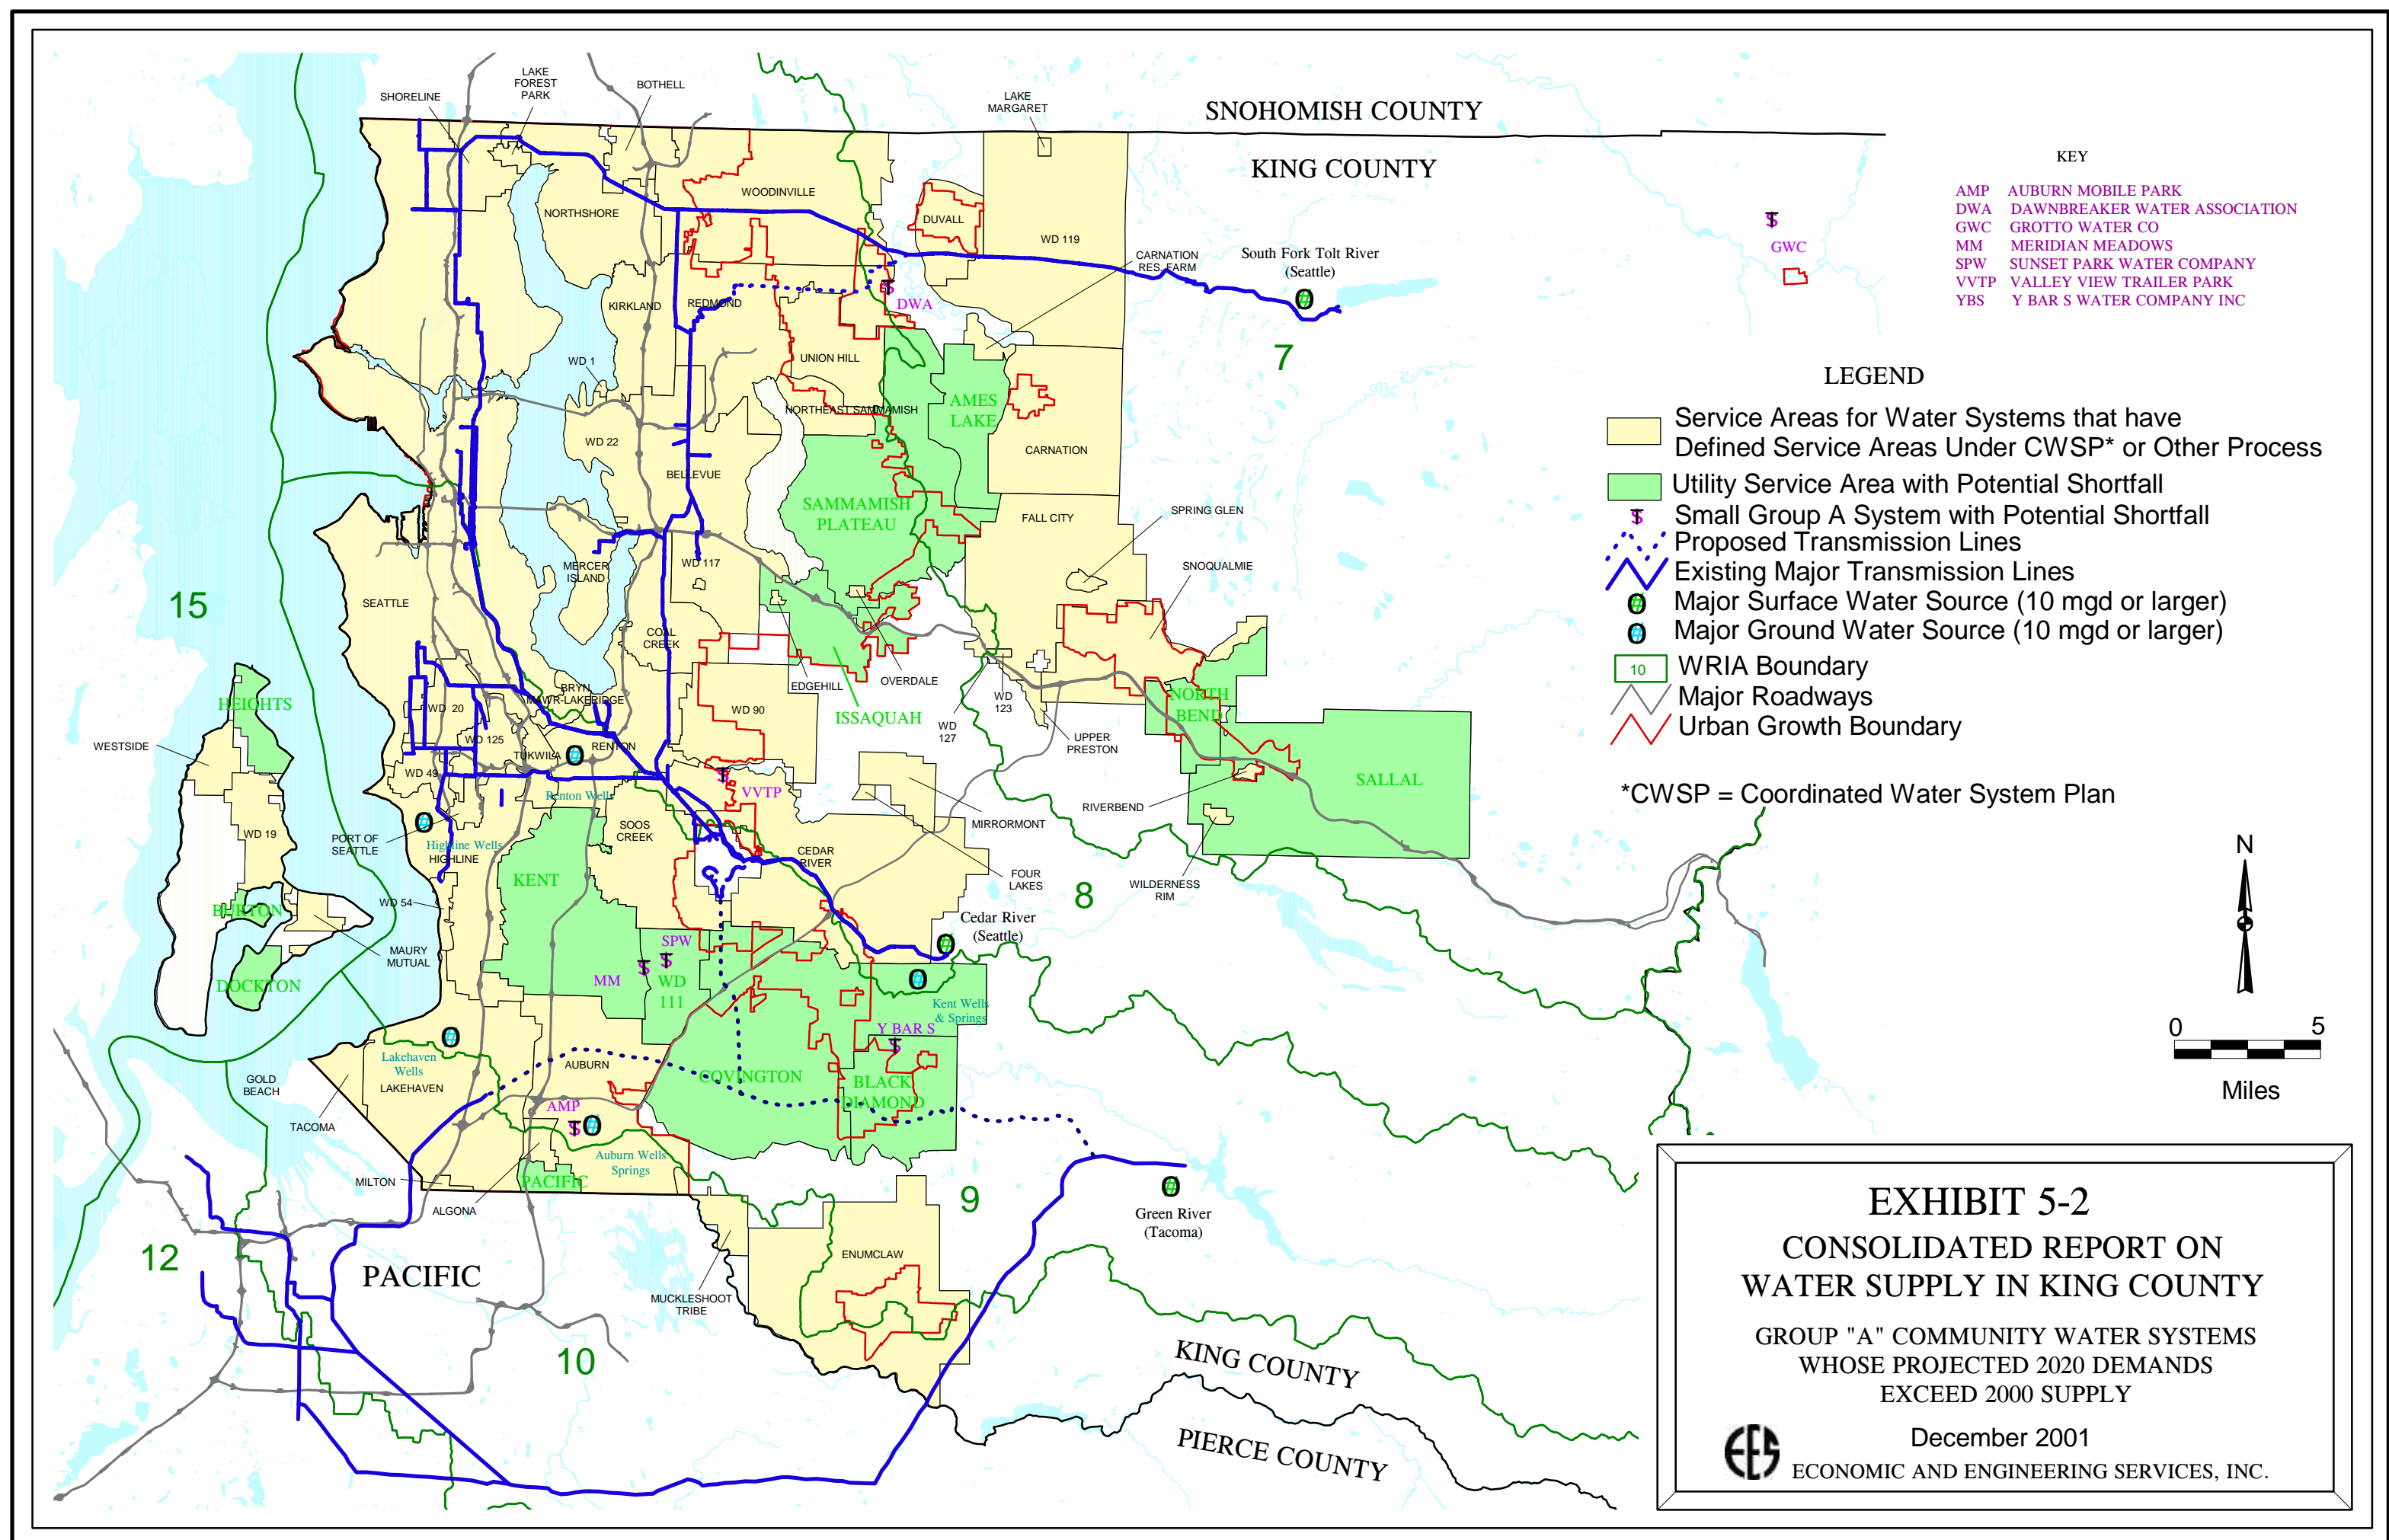 SNOHOMISH COUNTY
KING COUNTY
LAKE
FOREST
PARK
SHORELINE
BOTHELL
LAKE
MARGARET
WOODINVILLE
NORTHSHORE
DUVALL
WD 119
CARNATION
RES. FARM
South Fork Tolt River
(Seattle)
GWC
KIRKLAND
REDMOND
DWA
7
WD 1
UNION HILL
NORTHEAST SAMMAMISH
AMES
LAKE
WD 22
BELLEVUE
CARNATION
SAMMAMISH
PLATEAU
FALL CITY
SPRING GLEN
MERCER
ISLAND
WD 117
SNOQUALMIE
15
SEATTLE
COAL
CREEK
EDGEHILL
OVERDALE
ISSAQUAH
BRYN
MAWR-LAKERIDGE
WD 90
WD
123
WD
127
UPPER
PRESTON
NORTH
BEND
HEIGHTS
WESTSIDE
WD 20
WD 125
TUKWILA
RENTON
WD 49
Renton Wells
VVTP
SALLAL
RIVERBEND
MIRRORMONT
WD 19
PORT OF
SEATTLE
Highline Wells
HIGHLINE
SOOS
CREEK
CEDAR
RIVER
FOUR
LAKES
WILDERNESS
RIM
8
KENT
BURTON
WD 54
Cedar River
(Seattle)
MAURY
MUTUAL
DOCKTON
SPW
MM
WD
111
Kent Wells
& Springs
Y BAR S
Lakehaven
Wells
LAKEHAVEN
GOLD
BEACH
TACOMA
AUBURN
COVINGTON
BLACK
DIAMOND
AMP
Auburn Wells
Springs
PACIFIC
MILTON
ALGONA
9
Green River
(Tacoma)
12
PACIFIC
MUCKLESHOOT
TRIBE
ENUMCLAW
10
KING COUNTY
PIERCE COUNTY
KEY
AMP AUBURN MOBILE PARK
DWA DAWNBREAKER WATER ASSOCIATION
GWC GROTTO WATER CO
MM MERIDIAN MEADOWS
SPW SUNSET PARK WATER COMPANY
VVTP VALLEY VIEW TRAILER PARK
YBS Y BAR S WATER COMPANY INC
LEGEND
Service Areas for Water Systems that have
Defined Service Areas Under CWSP* or Other Process
Utility Service Area with Potential Shortfall
Small Group A System with Potential Shortfall
Proposed Transmission Lines
Existing Major Transmission Lines
Major Surface Water Source (10 mgd or larger)
Major Ground Water Source (10 mgd or larger)
10 WRIA Boundary
Major Roadways
Urban Growth Boundary
*CWSP = Coordinated Water System Plan
N
0 5
Miles
EXHIBIT 5-2
CONSOLIDATED REPORT ON
WATER SUPPLY IN KING COUNTY
GROUP "A" COMMUNITY WATER SYSTEMS
WHOSE PROJECTED 2020 DEMANDS
EXCEED 2000 SUPPLY
December 2001
EES
ECONOMIC AND ENGINEERING SERVICES, INC.